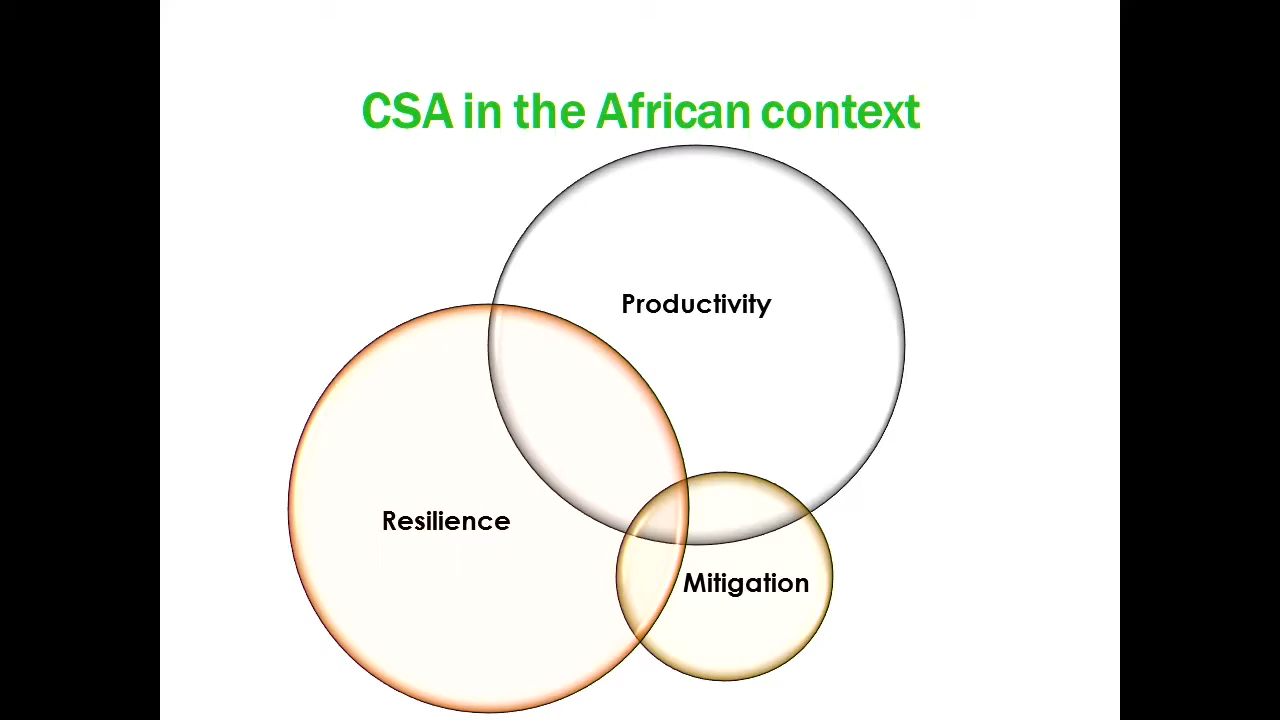 CSA in the African context
Productivity
Resilience
Mitigation